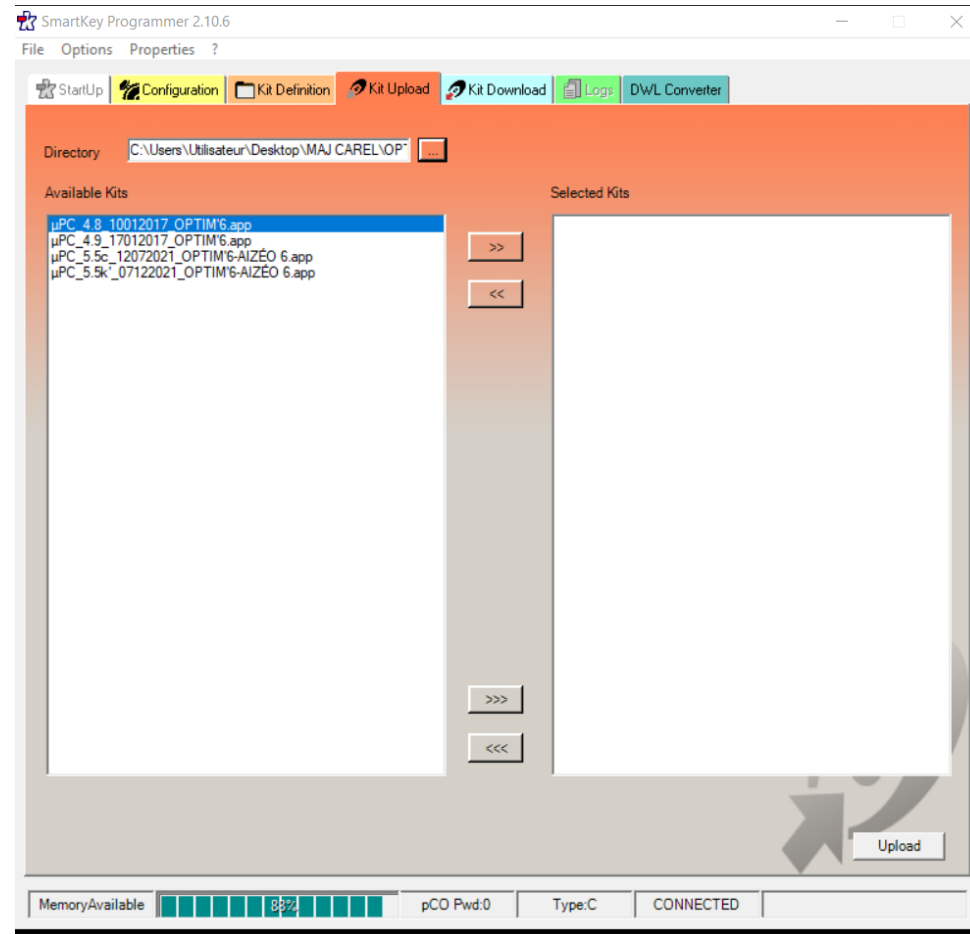 SmartKey Programmer 2.10.6
File Options Properties ?
StartUp Configuration Kit Definition Kit Upload Kit Download Logs DWL Converter
Directory C:\Users\Utilisateur\Desktop\MAJ CAREL\OPT ...
Available Kits Selected Kits
µPC_4.8_10012017_OPTIM'6.app
µPC_4.9_17012017_OPTIM'6.app
µPC_5.5c_12072021_OPTIM'6-AIZÉO 6.app
µPC_5.5k'_07122021_OPTIM'6-AIZÉO 6.app
>>
<<
>>>
<<<
Upload
MemoryAvailable 88% pCO Pwd:0 Type:C CONNECTED